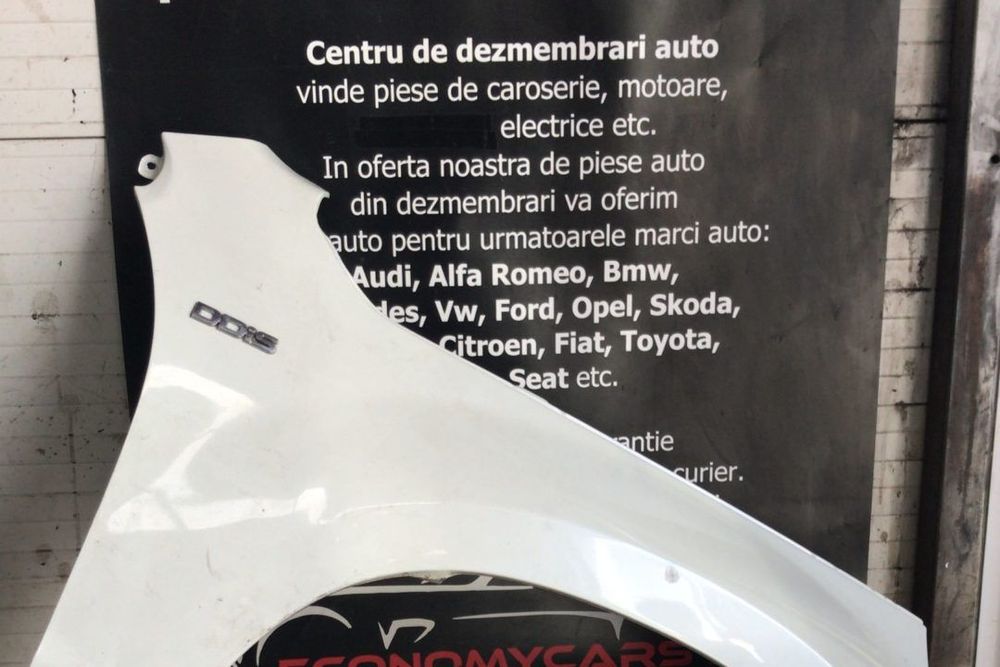 Centru de dezmembrari auto
vinde piese de caroserie, motoare,
electrice etc.
In oferta noastra de piese auto
din dezmembrari va oferim
auto pentru urmatoarele marci auto:
Audi, Alfa Romeo, Bmw,
des, Vw, Ford, Opel, Skoda,
Citroen, Fiat, Toyota,
Seat etc.
antie
curier.
DDiS
ECONOMYCARS